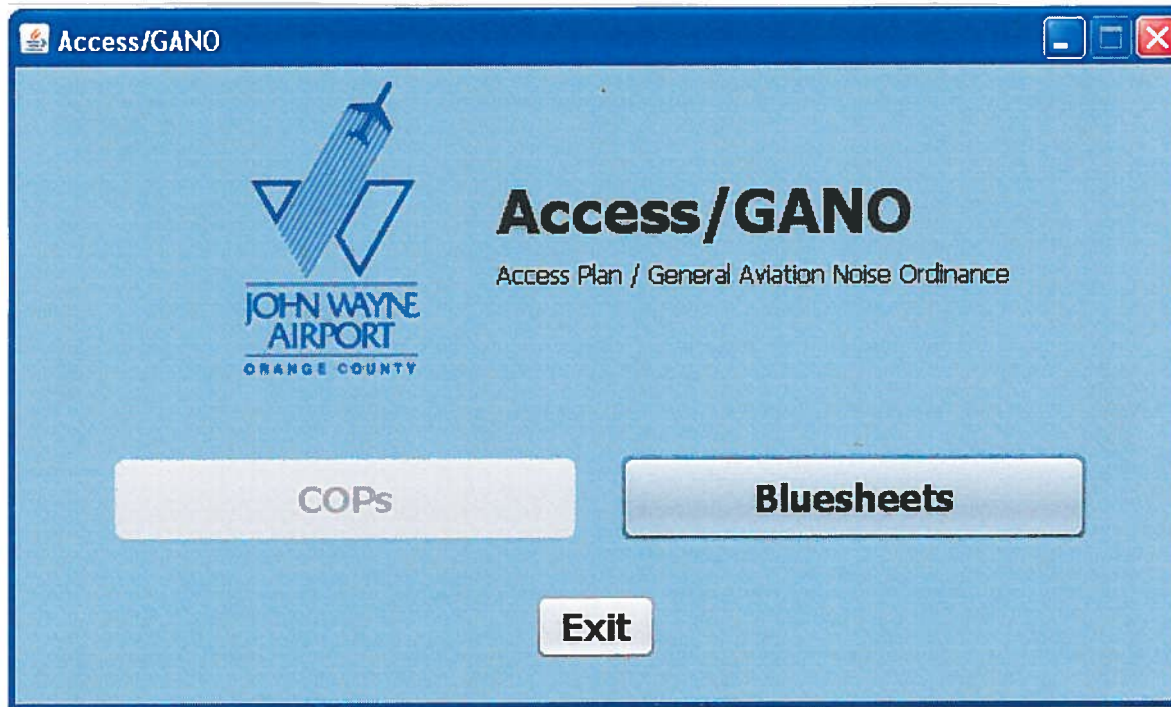 Access/GANO
JOHN WAYNE
AIRPORT
ORANGE COUNTY
Access/GANO
Access Plan / General Aviation Noise Ordinance
COPs
Bluesheets
Exit